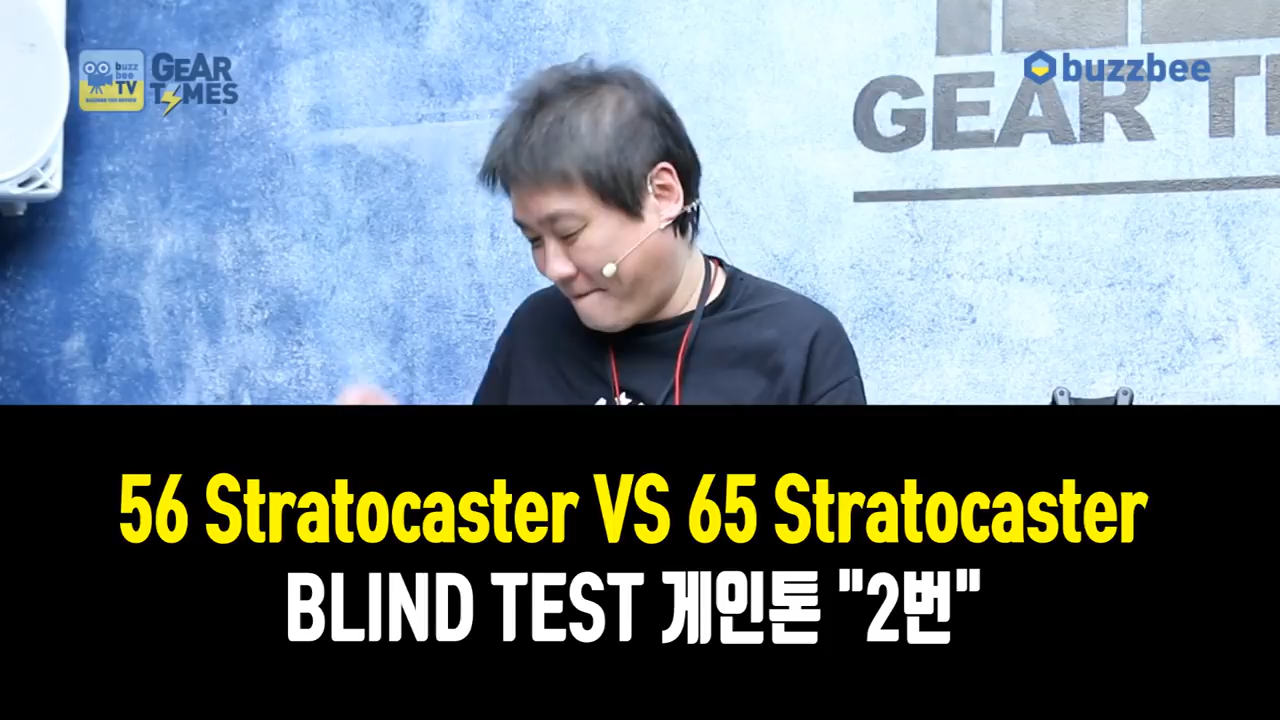 buzz
bee
TV
GEAR
TIMES
buzzbee
GEAR TI
56 Stratocaster VS 65 Stratocaster
BLIND TEST 게인톤 "2번"